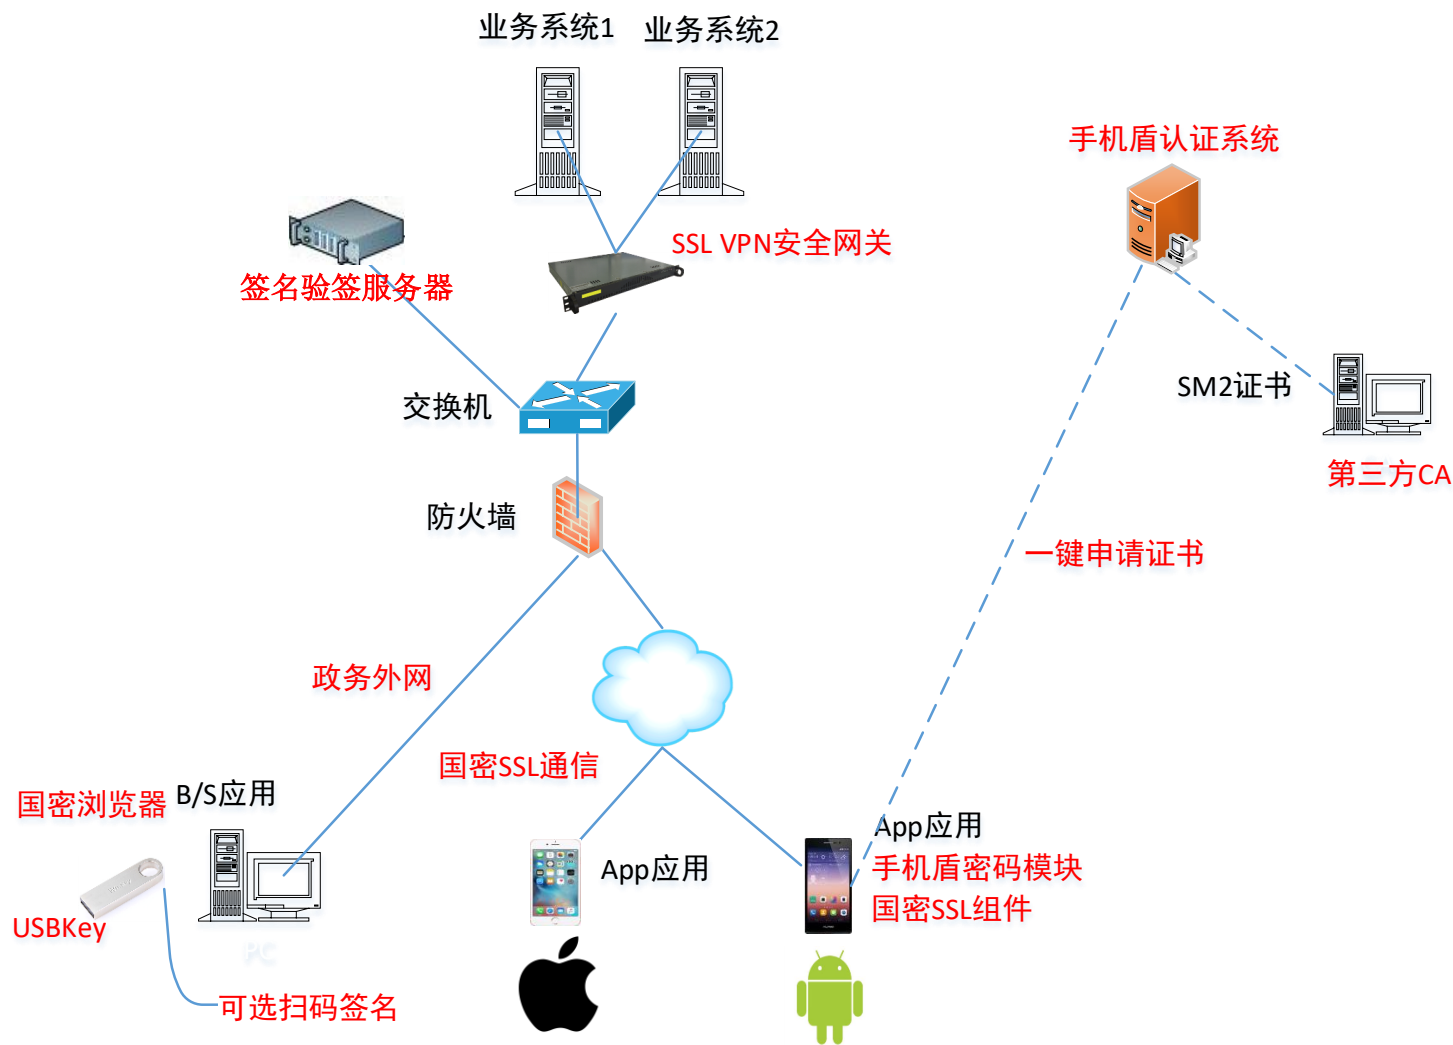 业务系统1
业务系统2
手机盾认证系统
SSL VPN安全网关
签名验签服务器
交换机
SM2证书
第三方CA
防火墙
一键申请证书
政务外网
国密SSL通信
国密浏览器
B/S应用
App应用
App应用
手机盾密码模块
国密SSL组件
USBKey
PC
可选扫码签名